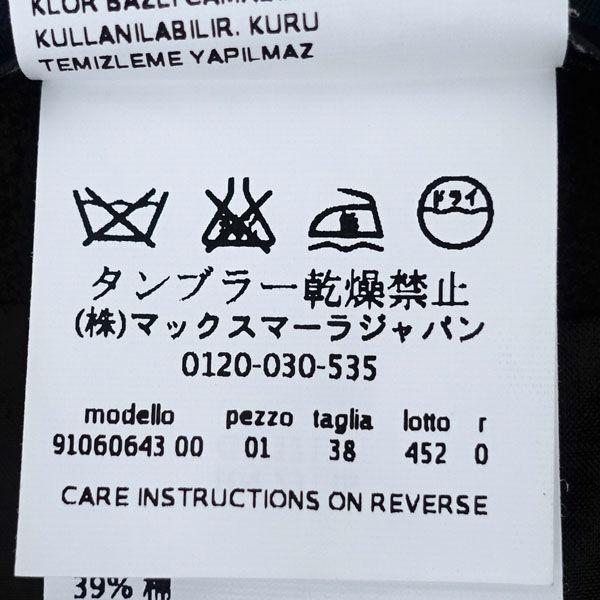 KULLANILABILIR. KURU
TEMIZLEME YAPILMAZ
ドライ
タンブラー乾燥禁止
(株)マックスマーラジャパン
0120-030-535
modello pezzo taglia lotto r
91060643 00 01 38 452 0
CARE INSTRUCTIONS ON REVERSE
39% 綿